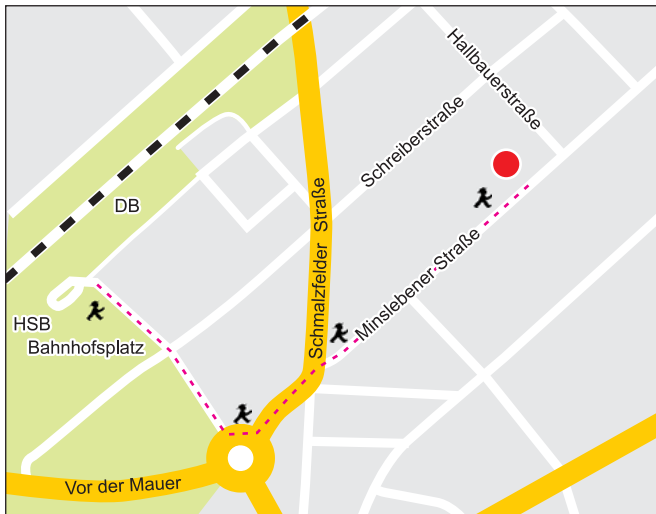 Hallbauerstraße
Schreiberstraße
DB
Schmalzfelder Straße
Minslebener Straße
HSB
Bahnhofsplatz
Vor der Mauer